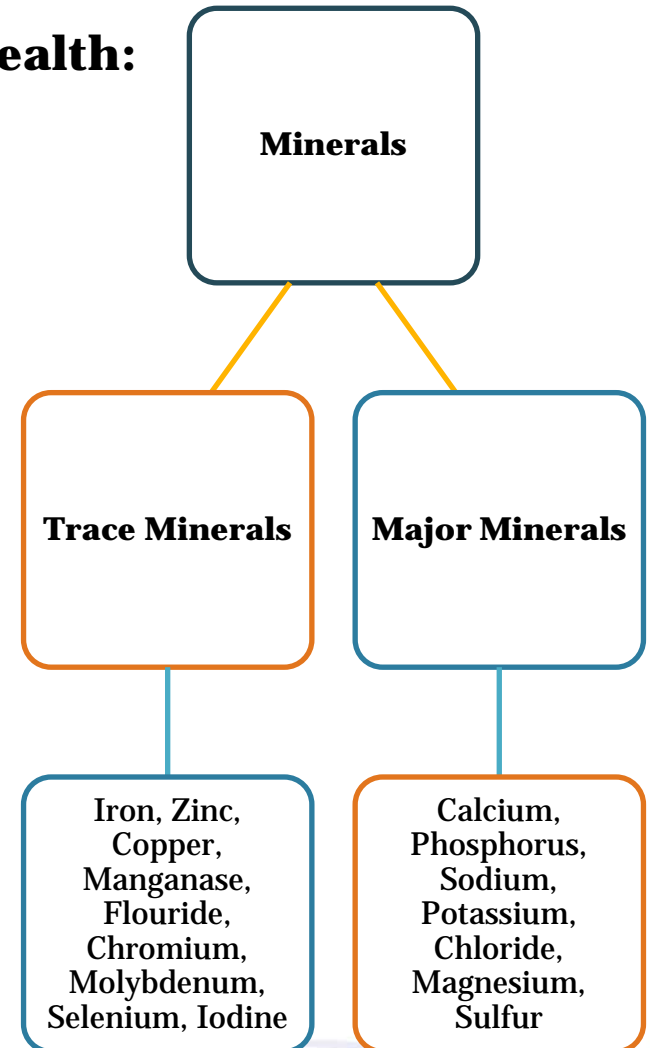 ealth:
Minerals
Trace Minerals
Major Minerals
Iron, Zinc,
Copper,
Manganase,
Flouride,
Chromium,
Molybdenum,
Selenium, Iodine
Calcium,
Phosphorus,
Sodium,
Potassium,
Chloride,
Magnesium,
Sulfur